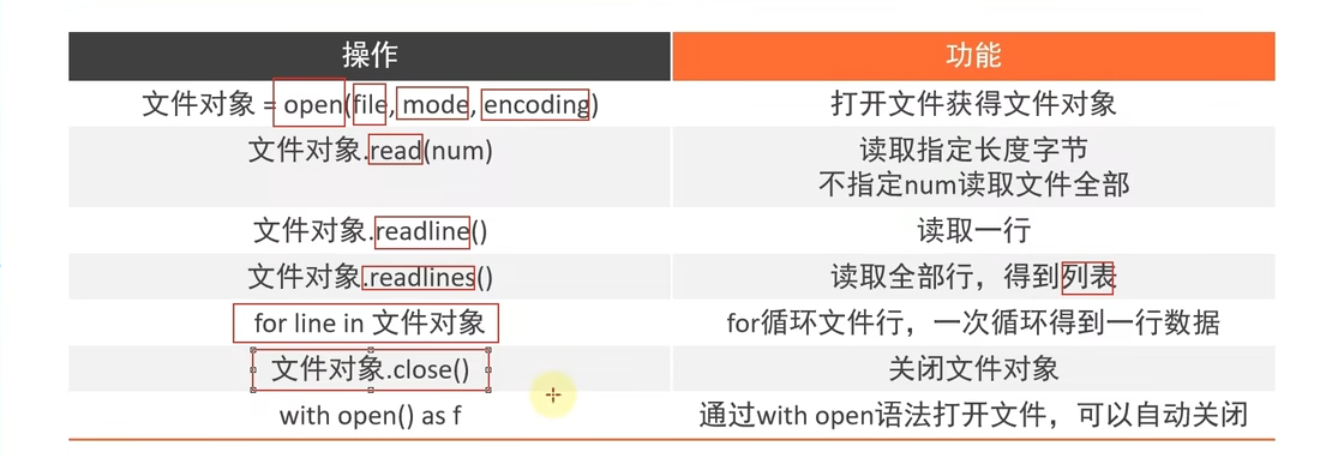 操作 功能
文件对象 = open(file, mode, encoding) 打开文件获得文件对象
文件对象.read(num) 读取指定长度字节
不指定num读取文件全部
文件对象.readline() 读取一行
文件对象.readlines() 读取全部行，得到列表
for line in 文件对象 for循环文件行，一次循环得到一行数据
文件对象.close() 关闭文件对象
with open() as f 通过with open语法打开文件，可以自动关闭